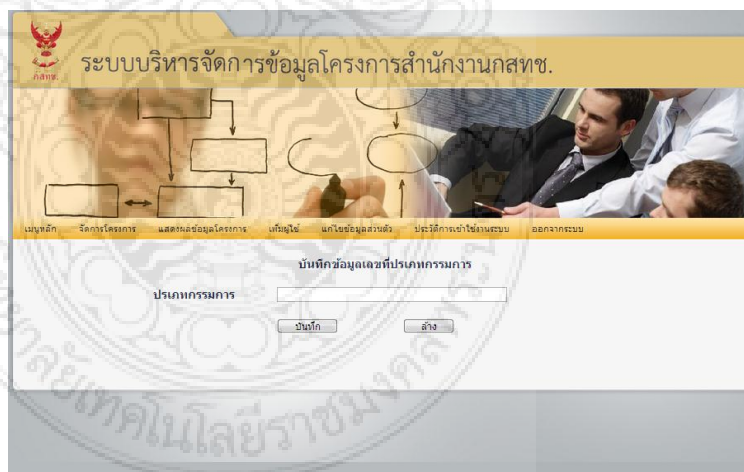 กสทช.
ระบบบริหารจัดการข้อมูลโครงการสำนักงานกสทช.
เมนูหลัก จัดการโครงการ แสดงผลข้อมูลโครงการ เพิ่มผู้ใช้ แก้ไขข้อมูลส่วนตัว ประวัติการเข้าใช้งานระบบ ออกจากระบบ
บันทึกข้อมูลเลขที่ประเภทกรรมการ
ประเภทกรรมการ
บันทึก ล้าง